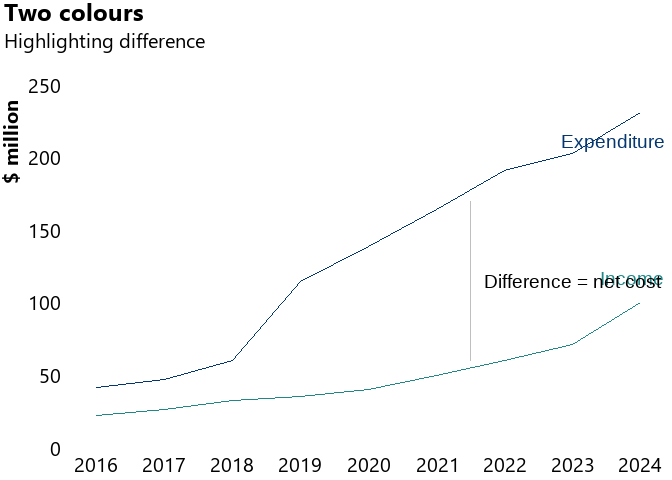 Two colours
Highlighting difference
$ million
250
200
150
100
50
0
Expenditure
Income
Difference = net cost
2016 2017 2018 2019 2020 2021 2022 2023 2024